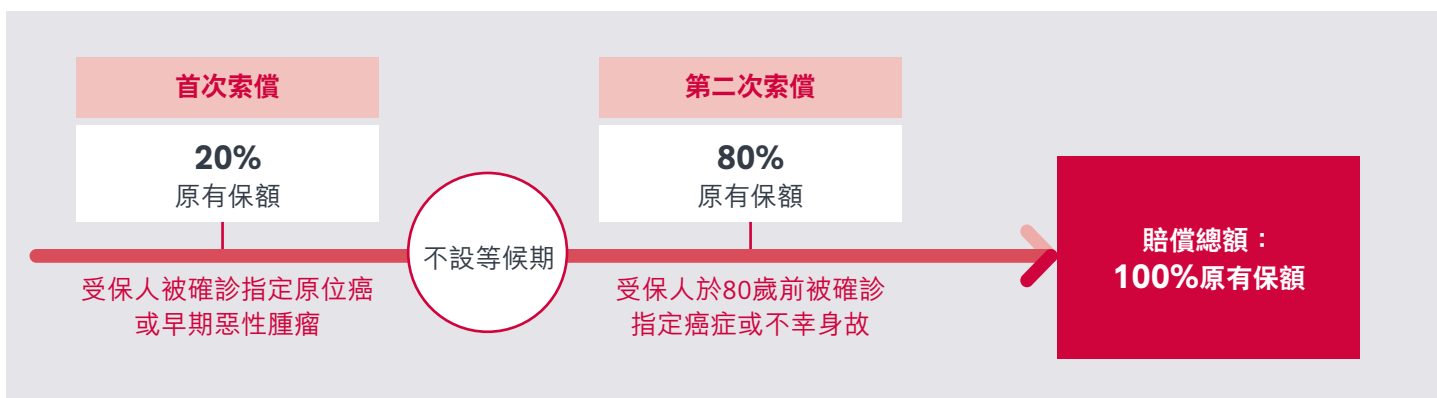 首次索償
20%
原有保額
受保人被確診指定原位癌
或早期惡性腫瘤
不設等候期
第二次索償
80%
原有保額
受保人於80歲前被確診
指定癌症或不幸身故
賠償總額：
100%原有保額